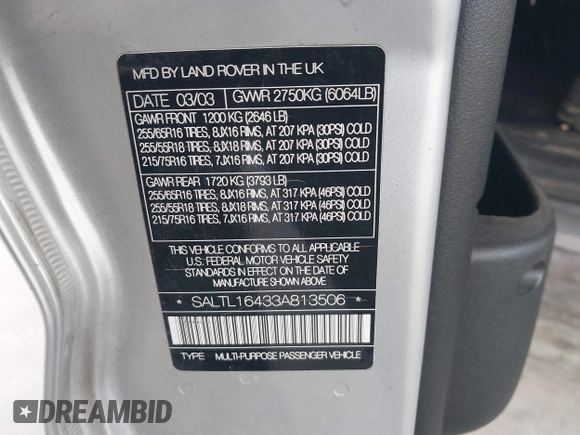 MFD BY LAND ROVER IN THE UK
DATE 03/03 GVWR 2750KG (6064LB)
GAWR FRONT 1200 KG (2646 LB)
255/65R16 TIRES, 8JX16 RIMS, AT 207 KPA (30PSI) COLD
255/55R18 TIRES, 8JX18 RIMS, AT 207 KPA (30PSI) COLD
215/75R16 TIRES, 7JX16 RIMS, AT 207 KPA (30PSI) COLD
GAWR REAR 1720 KG (3793 LB)
255/65R16 TIRES, 8JX16 RIMS, AT 317 KPA (46PSI) COLD
255/55R18 TIRES, 8JX18 RIMS, AT 317 KPA (46PSI) COLD
215/75R16 TIRES, 7JX16 RIMS, AT 317 KPA (46PSI) COLD
THIS VEHICLE CONFORMS TO ALL APPLICABLE
U.S. FEDERAL MOTOR VEHICLE SAFETY
STANDARDS IN EFFECT ON THE DATE OF
MANUFACTURE SHOWN ABOVE
* SALTL16433A813506 *
TYPE MULTI-PURPOSE PASSENGER VEHICLE
DREAMBID